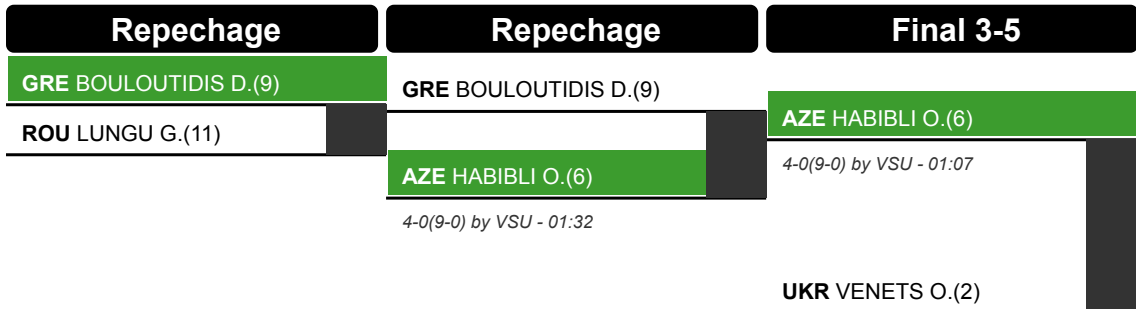 Repechage
GRE BOULOUTIDIS D.(9)
ROU LUNGU G.(11)
Repechage
GRE BOULOUTIDIS D.(9)
AZE HABIBLI O.(6)
4-0(9-0) by VSU - 01:32
Final 3-5
AZE HABIBLI O.(6)
4-0(9-0) by VSU - 01:07
UKR VENETS O.(2)